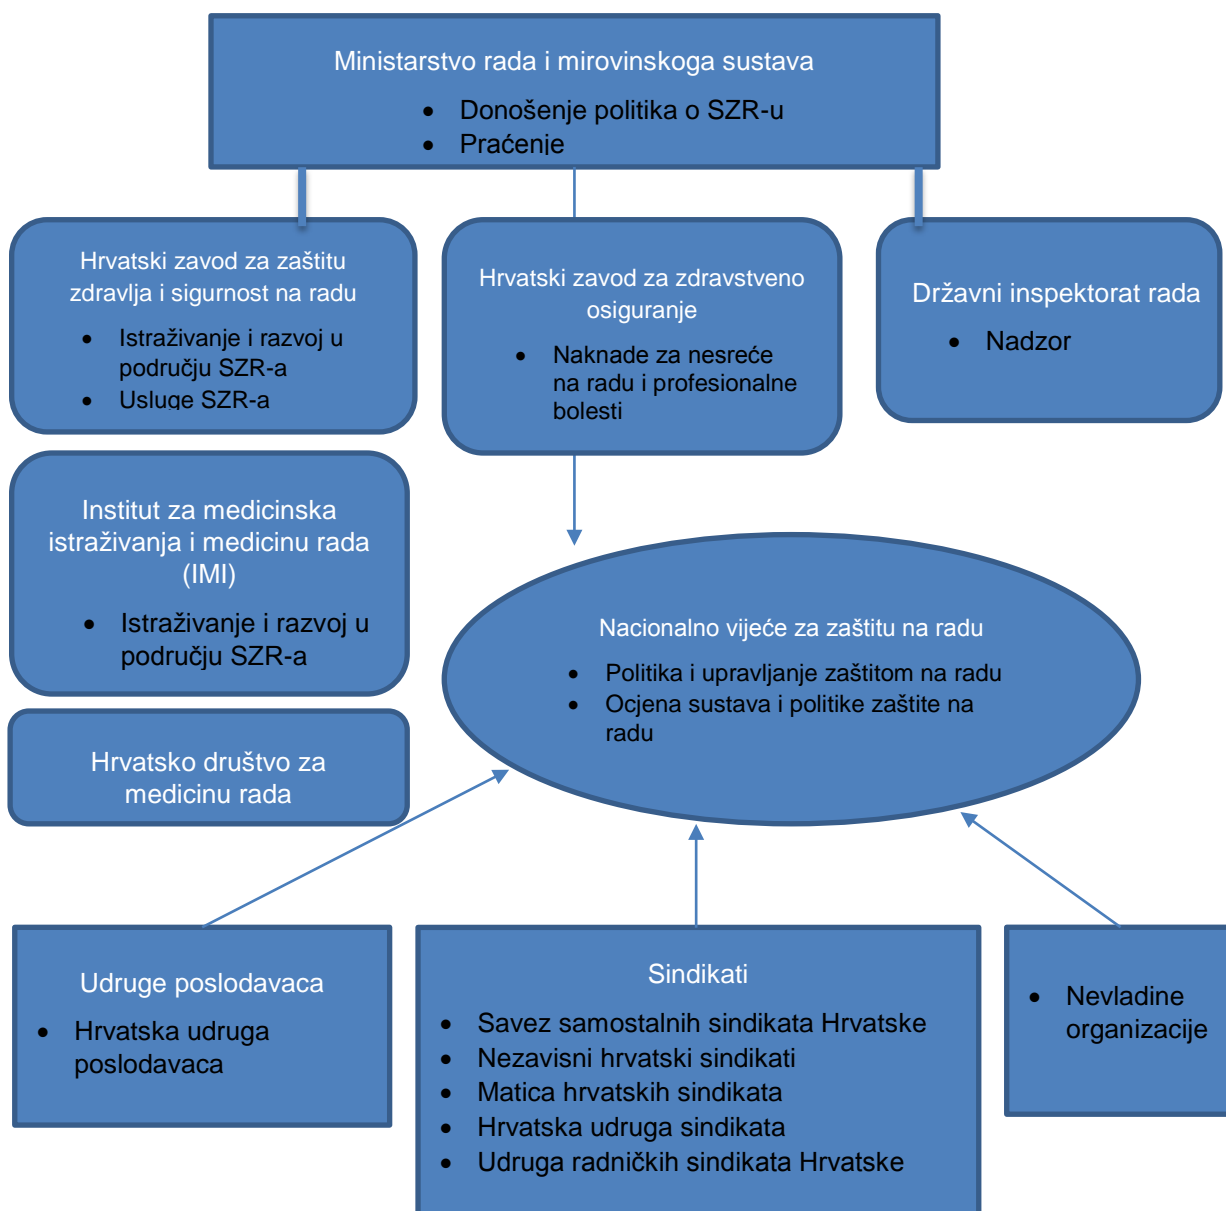 Ministarstvo rada i mirovinskoga sustava
• Donošenje politika o SZR-u
• Praćenje
Hrvatski zavod za zaštitu
zdravlja i sigurnost na radu
• Istraživanje i razvoj u
području SZR-a
• Usluge SZR-a
Hrvatski zavod za zdravstveno
osiguranje
• Naknade za nesreće
na radu i profesionalne
bolesti
Državni inspektorat rada
• Nadzor
Institut za medicinska
istraživanja i medicinu rada
(IMI)
• Istraživanje i razvoj u
području SZR-a
Nacionalno vijeće za zaštitu na radu
• Politika i upravljanje zaštitom na radu
• Ocjena sustava i politike zaštite na
radu
Hrvatsko društvo za
medicinu rada
Udruge poslodavaca
• Hrvatska udruga
poslodavaca
Sindikati
• Savez samostalnih sindikata Hrvatske
• Nezavisni hrvatski sindikati
• Matica hrvatskih sindikata
• Hrvatska udruga sindikata
• Udruga radničkih sindikata Hrvatske
• Nevladine
organizacije